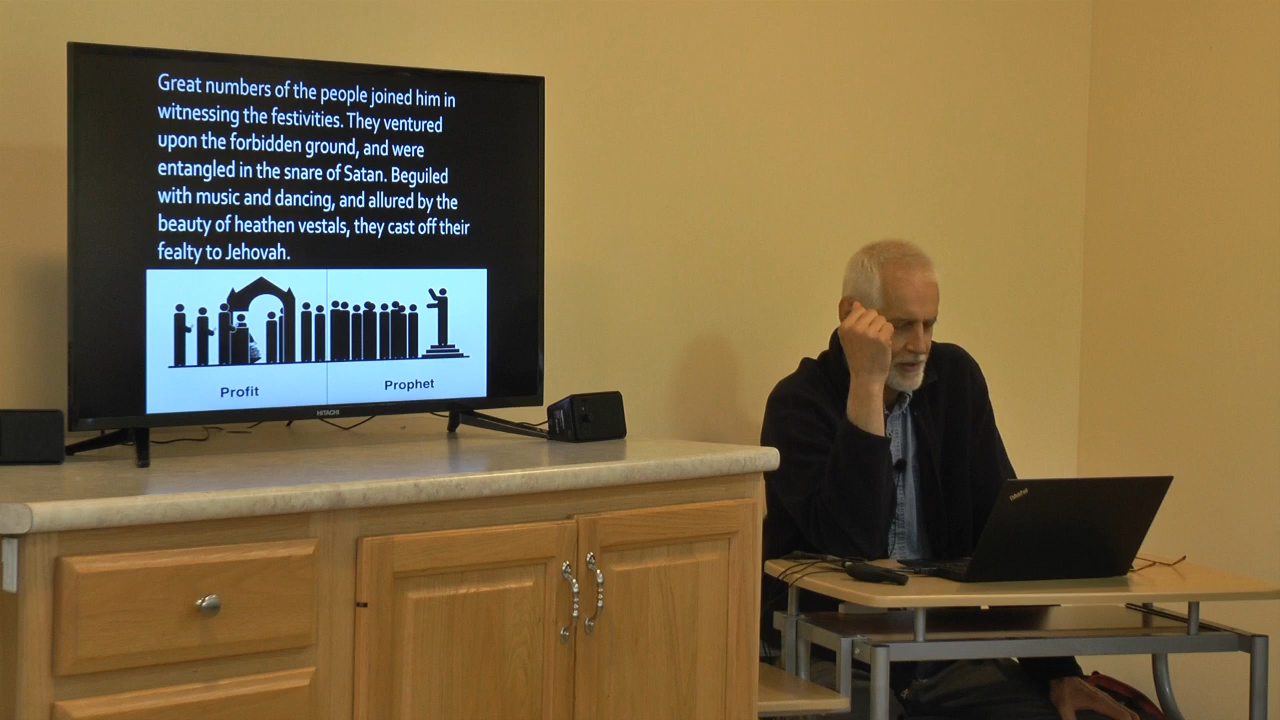 Great numbers of the people joined him in
witnessing the festivities. They ventured
upon the forbidden ground, and were
entangled in the snare of Satan. Beguiled
with music and dancing, and allured by the
beauty of heathen vestals, they cast off their
fealty to Jehovah.
Profit
Prophet
HITACHI
ThinkPad